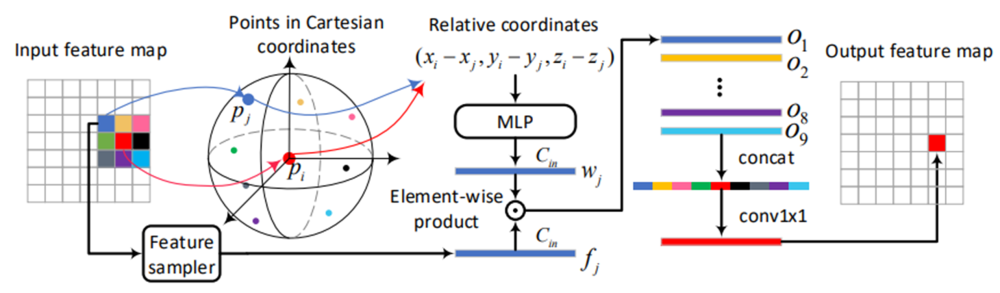 Input feature map
Points in Cartesian
coordinates
p_j
p_i
Feature
sampler
Relative coordinates
(x_i − x_j, y_i − y_j, z_i − z_j)
MLP
C_in
w_j
Element-wise
product
C_in
f_j
o_1
o_2
⋮
o_8
o_9
concat
conv1x1
Output feature map